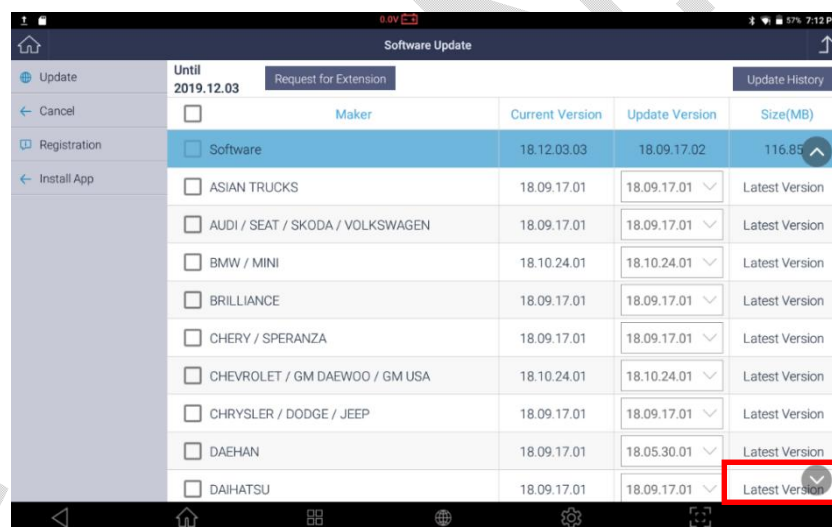 0.0V
57% 7:12 P
Software Update
Update
Cancel
Registration
Install App
Until
2019.12.03
Request for Extension
Update History
Maker Current Version Update Version Size(MB)
Software 18.12.03.03 18.09.17.02 116.85
ASIAN TRUCKS 18.09.17.01 18.09.17.01 Latest Version
AUDI / SEAT / SKODA / VOLKSWAGEN 18.09.17.01 18.09.17.01 Latest Version
BMW / MINI 18.10.24.01 18.10.24.01 Latest Version
BRILLIANCE 18.09.17.01 18.09.17.01 Latest Version
CHERY / SPERANZA 18.09.17.01 18.09.17.01 Latest Version
CHEVROLET / GM DAEWOO / GM USA 18.10.24.01 18.10.24.01 Latest Version
CHRYSLER / DODGE / JEEP 18.09.17.01 18.09.17.01 Latest Version
DAEHAN 18.09.17.01 18.05.30.01 Latest Version
DAIHATSU 18.09.17.01 18.09.17.01 Latest Version